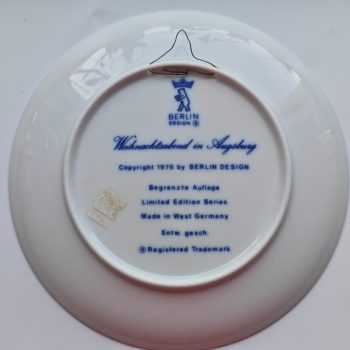 BERLIN
DESIGN ®
Weihnachtsabend in Augsburg
Copyright 1976 by BERLIN DESIGN
Begrenzte Auflage
Limited Edition Series
Made in West Germany
Entw. gesch.
® Registered Trademark